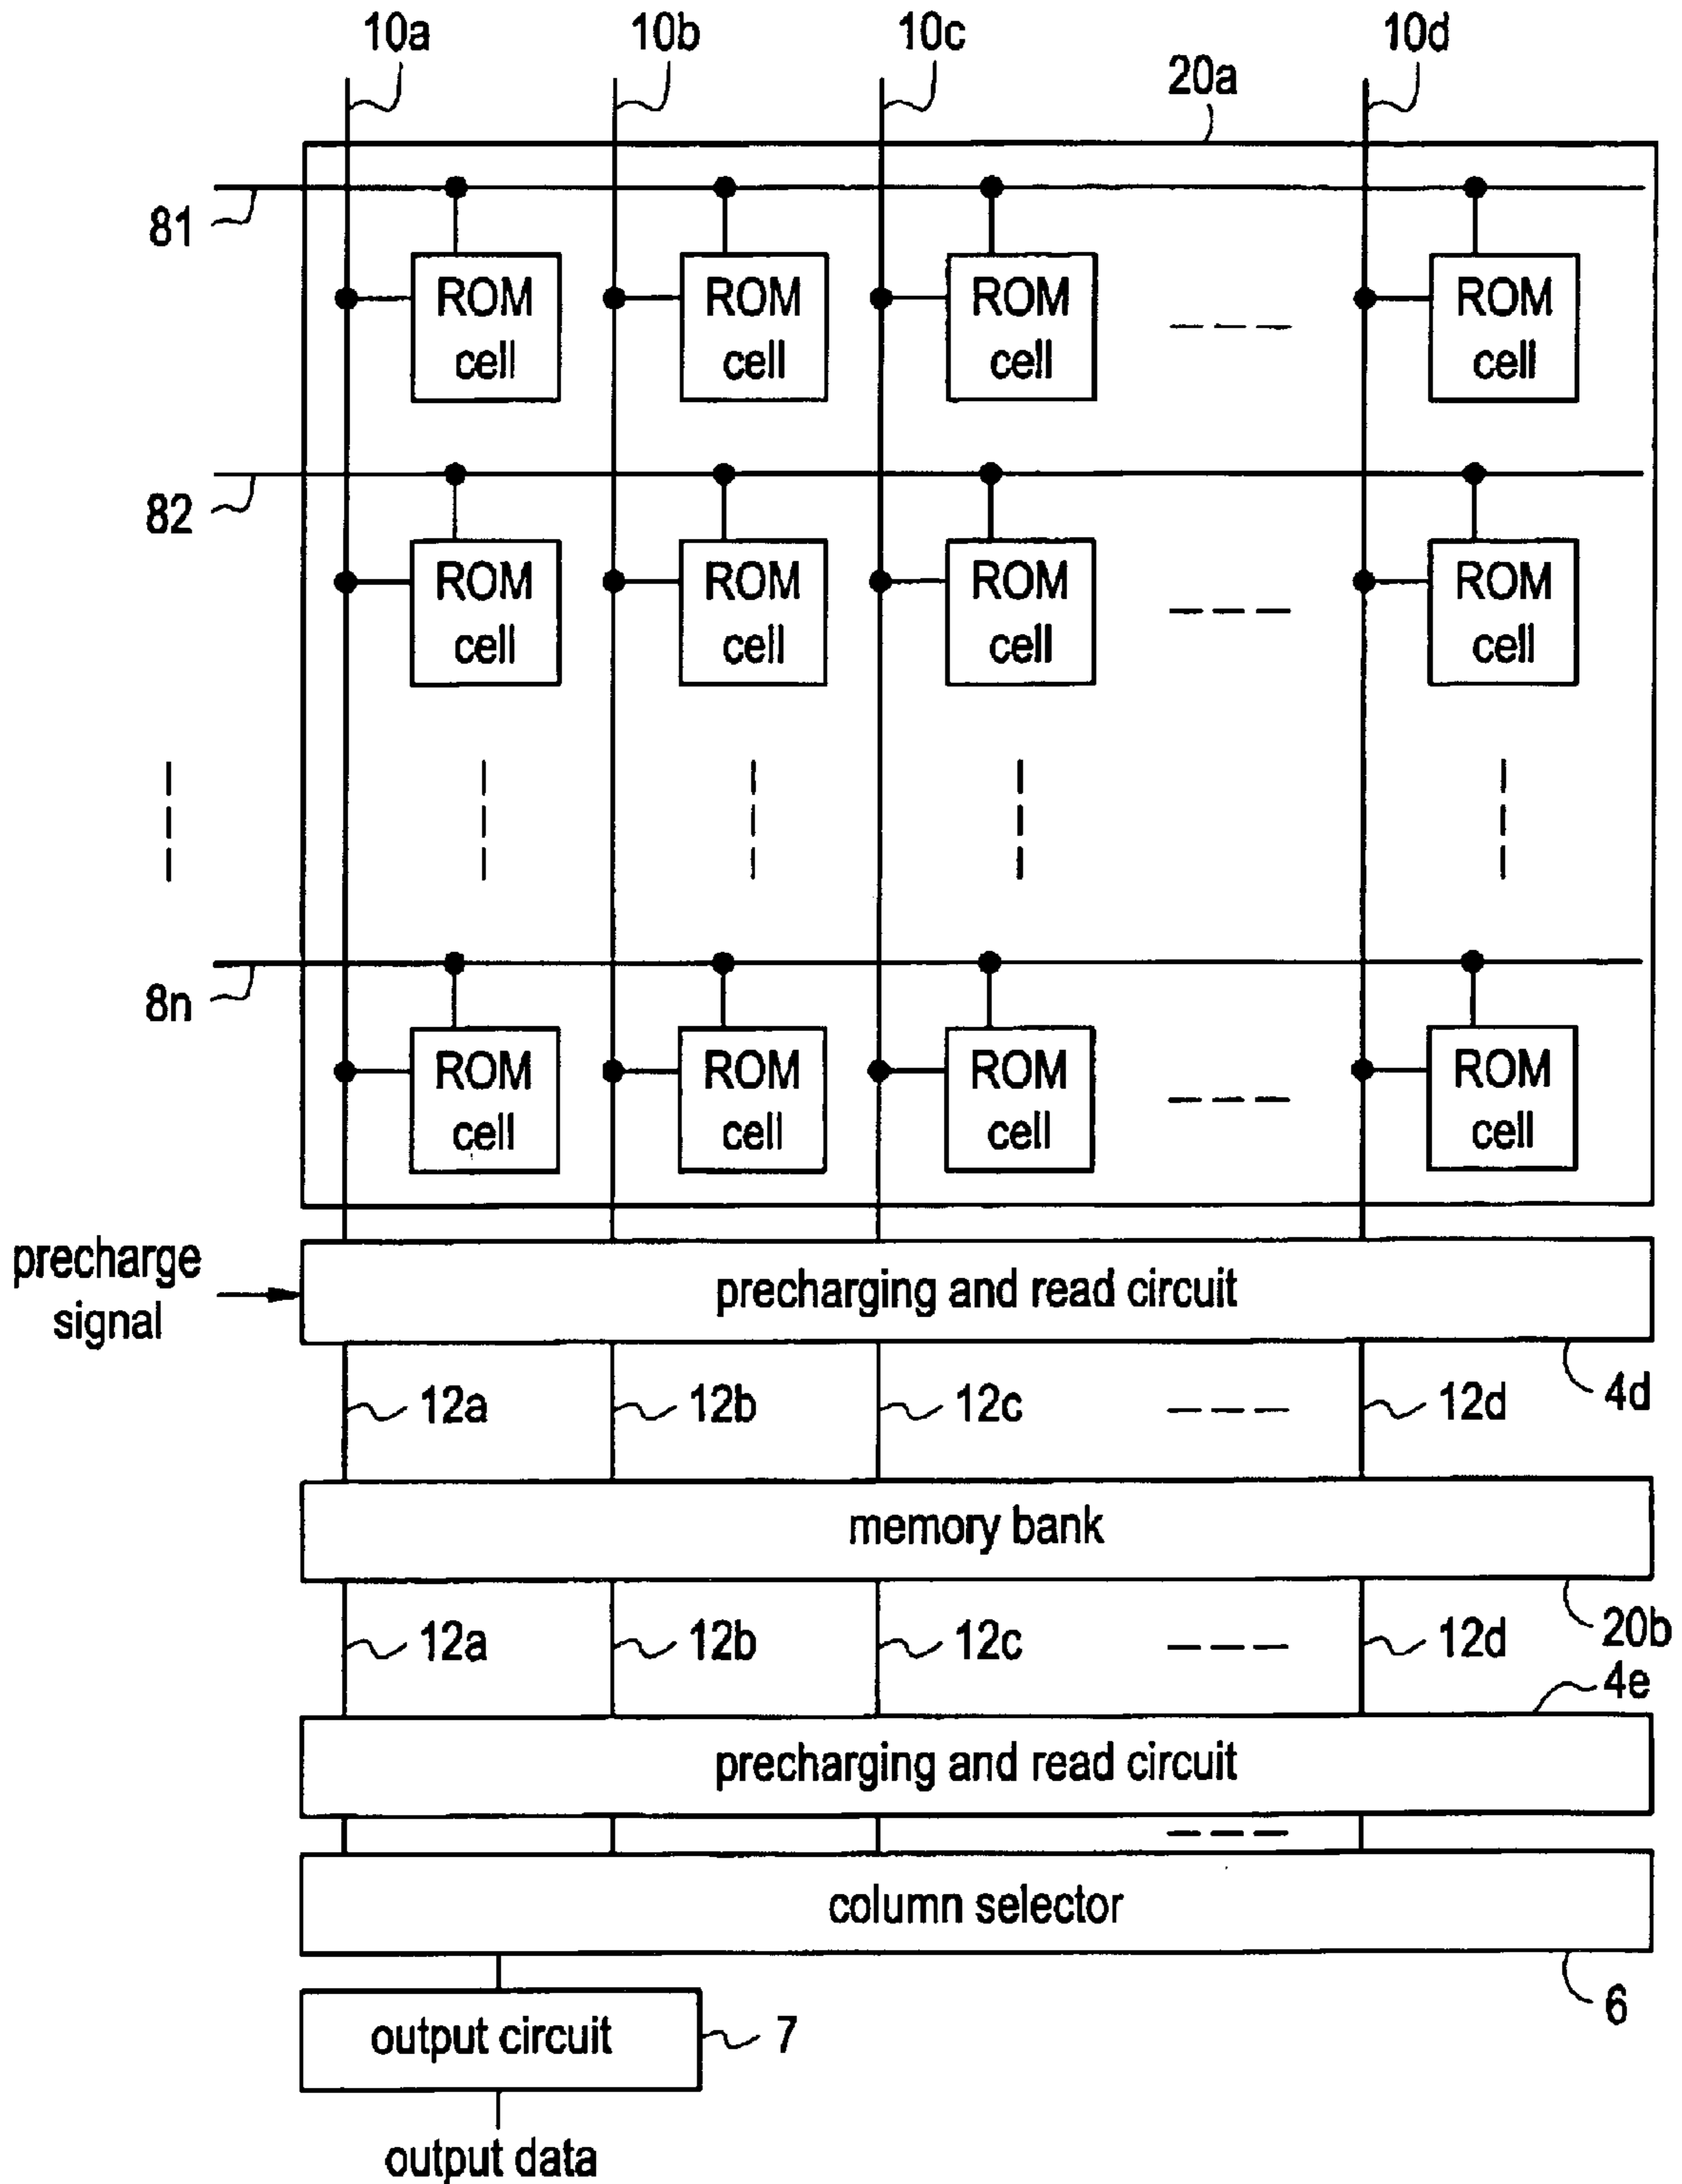 10a
10b
10c
10d
20a
81
ROM
cell
ROM
cell
ROM
cell
ROM
cell
82
ROM
cell
ROM
cell
ROM
cell
ROM
cell
8n
ROM
cell
ROM
cell
ROM
cell
ROM
cell
precharge
signal
precharging and read circuit
4d
12a
12b
12c
12d
memory bank
20b
12a
12b
12c
12d
4e
precharging and read circuit
column selector
6
output circuit
7
output data